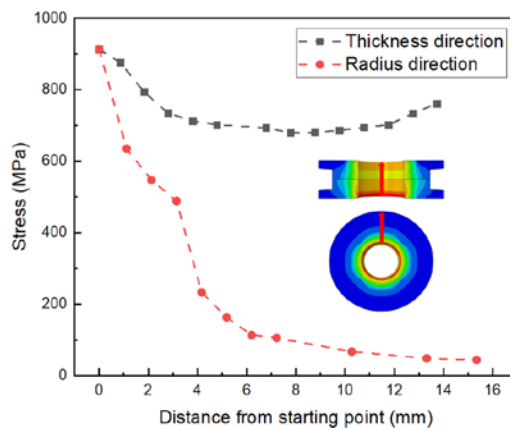 1000
800
600
400
200
0
Stress (MPa)
Thickness direction
Radius direction
0 2 4 6 8 10 12 14 16
Distance from starting point (mm)